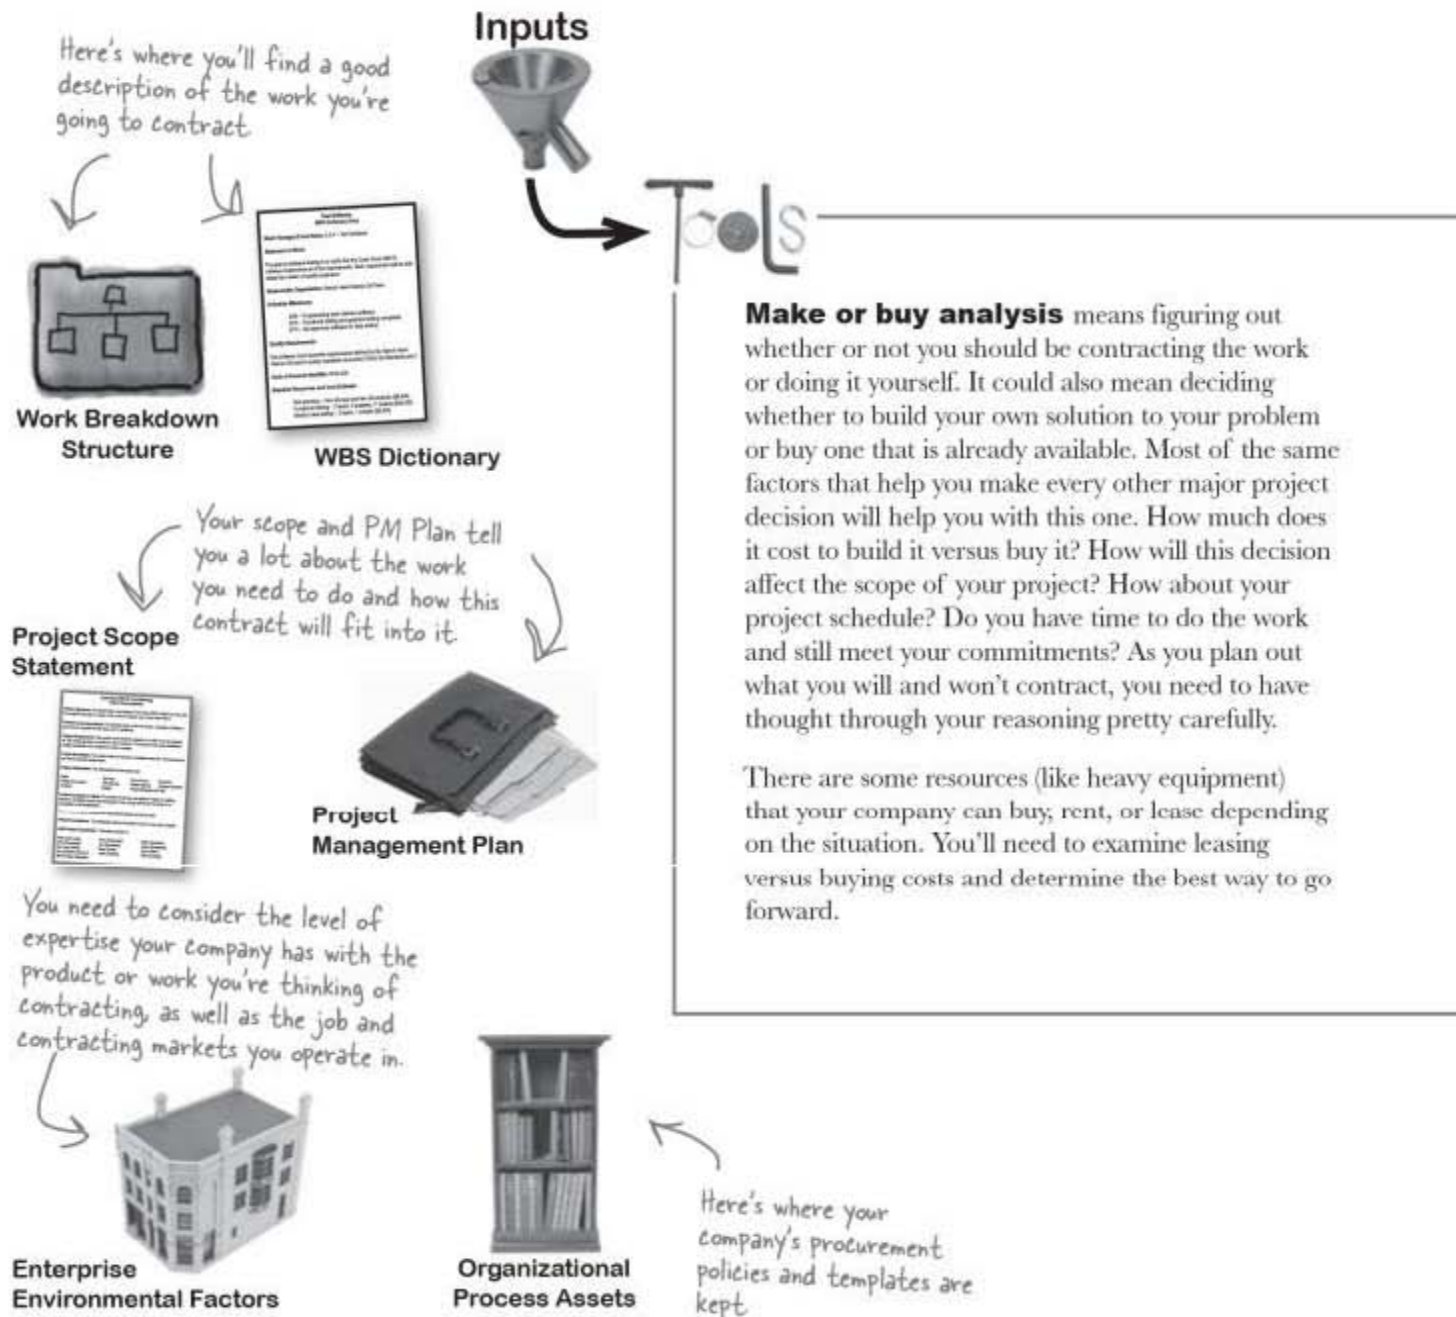 Inputs
Here's where you'll find a good
description of the work you're
going to contract
Tools
Work Breakdown
Structure
WBS Dictionary
Make or buy analysis means figuring out
whether or not you should be contracting the work
or doing it yourself. It could also mean deciding
whether to build your own solution to your problem
or buy one that is already available. Most of the same
factors that help you make every other major project
decision will help you with this one. How much does
it cost to build it versus buy it? How will this decision
affect the scope of your project? How about your
project schedule? Do you have time to do the work
and still meet your commitments? As you plan out
what you will and won't contract, you need to have
thought through your reasoning pretty carefully.
There are some resources (like heavy equipment)
that your company can buy, rent, or lease depending
on the situation. You'll need to examine leasing
versus buying costs and determine the best way to go
forward.
Your scope and PM Plan tell
you a lot about the work
you need to do and how this
contract will fit into it.
Project Scope
Statement
Project
Management Plan
You need to consider the level of
expertise your company has with the
product or work you're thinking of
contracting, as well as the job and
contracting markets you operate in.
Enterprise
Environmental Factors
Organizational
Process Assets
Here's where your
company's procurement
policies and templates are
kept